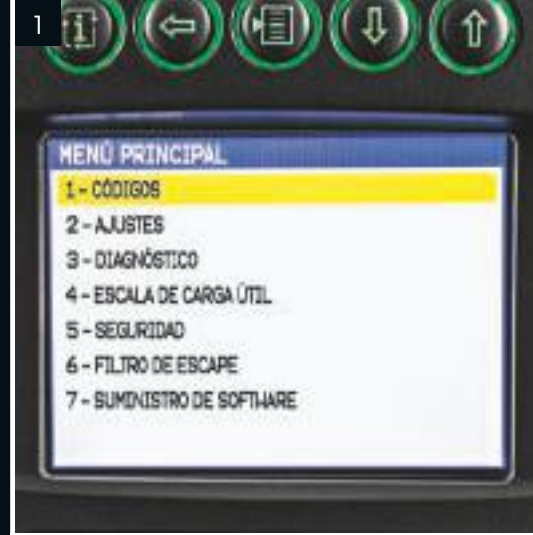 1
MENÚ PRINCIPAL
1 - CÓDIGOS
2 - AJUSTES
3 - DIAGNÓSTICO
4 - ESCALA DE CARGA ÚTIL
5 - SEGURIDAD
6 - FILTRO DE ESCAPE
7 - SUMINISTRO DE SOFTWARE